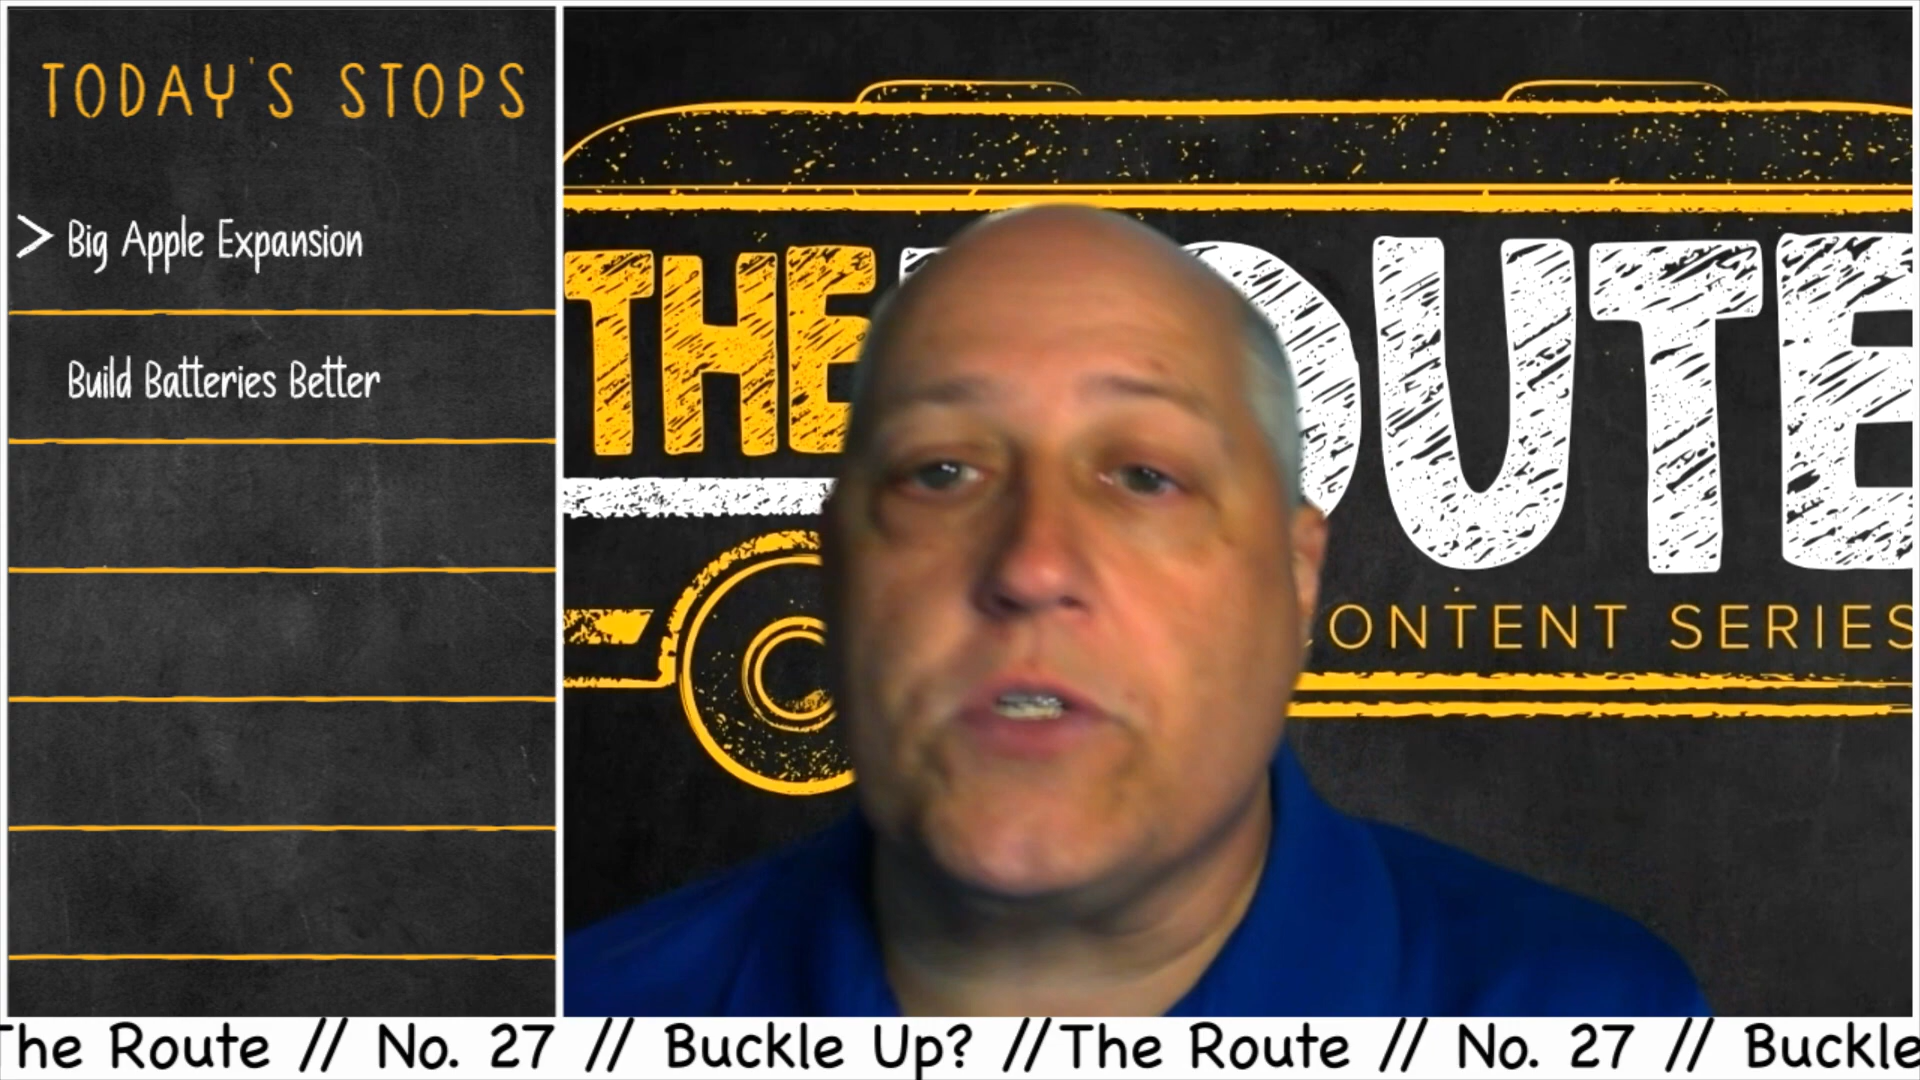 TODAY'S STOPS
> Big Apple Expansion
Build Batteries Better
THE OUTE
ONTENT SERIES
The Route // No. 27 // Buckle Up? //The Route // No. 27 // Buckle